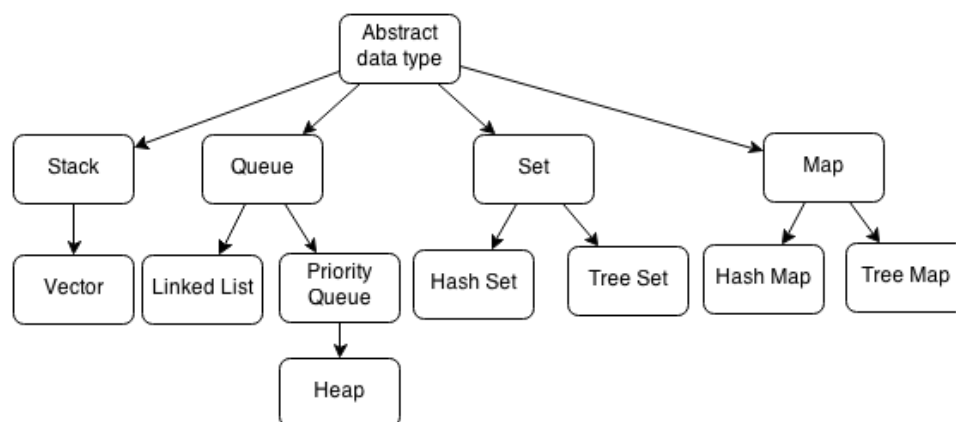 Abstract
data type
Stack
Queue
Set
Map
Vector
Linked List
Priority
Queue
Hash Set
Tree Set
Hash Map
Tree Map
Heap